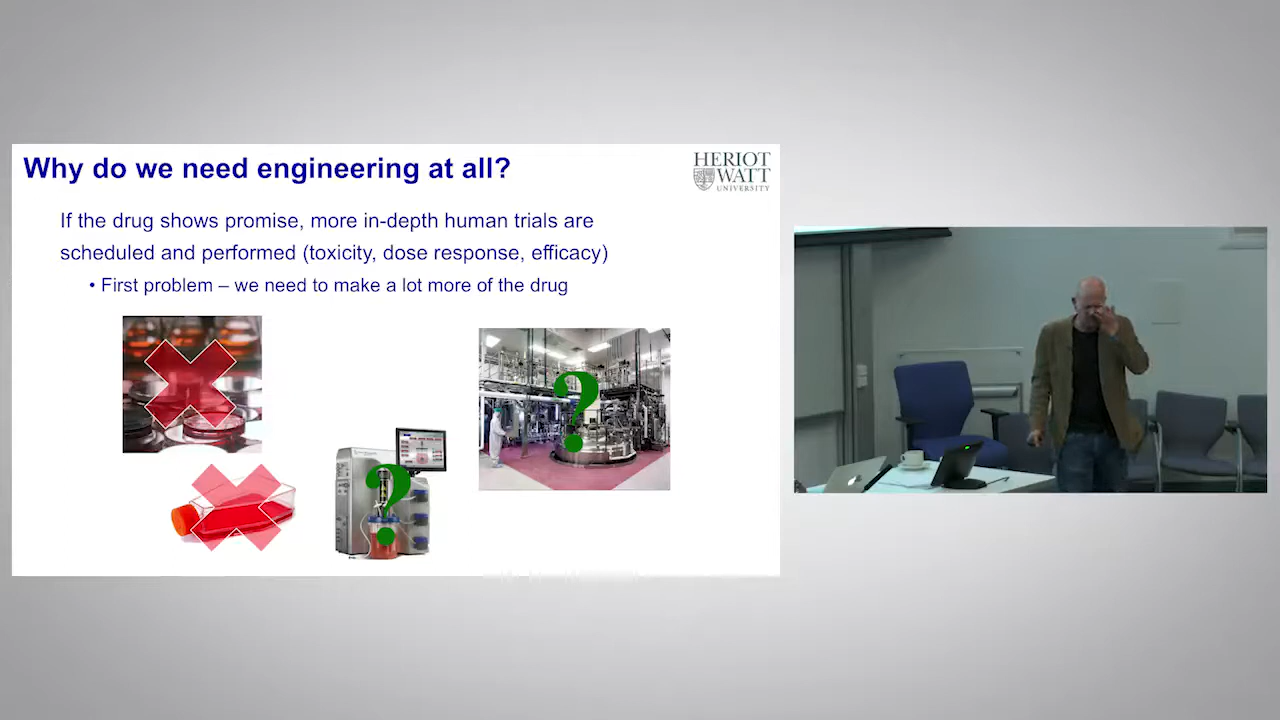 Why do we need engineering at all?
HERIOT
WATT
UNIVERSITY
If the drug shows promise, more in-depth human trials are
scheduled and performed (toxicity, dose response, efficacy)
• First problem – we need to make a lot more of the drug
?
?